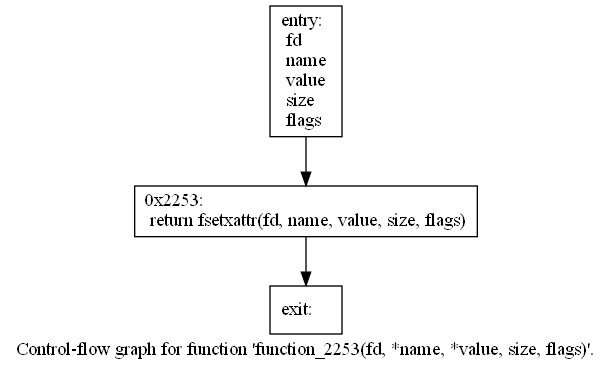 entry:
fd
name
value
size
flags
0x2253:
return fsetxattr(fd, name, value, size, flags)
exit:
Control-flow graph for function 'function_2253(fd, *name, *value, size, flags)'.